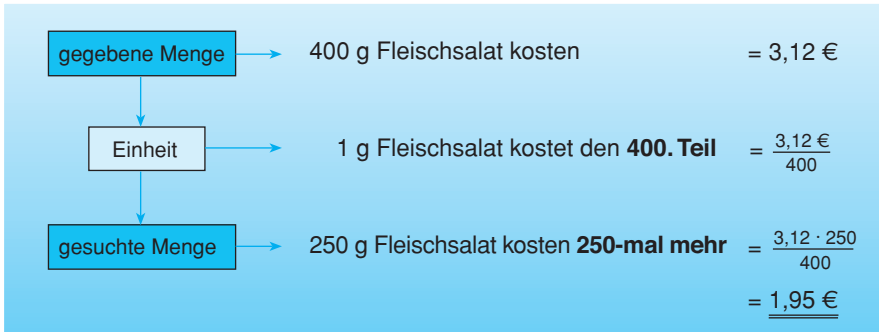 gegebene Menge 400 g Fleischsalat kosten = 3,12 €
Einheit 1 g Fleischsalat kostet den 400. Teil = 3,12 € / 400
gesuchte Menge 250 g Fleischsalat kosten 250-mal mehr = 3,12 · 250 / 400
= 1,95 €